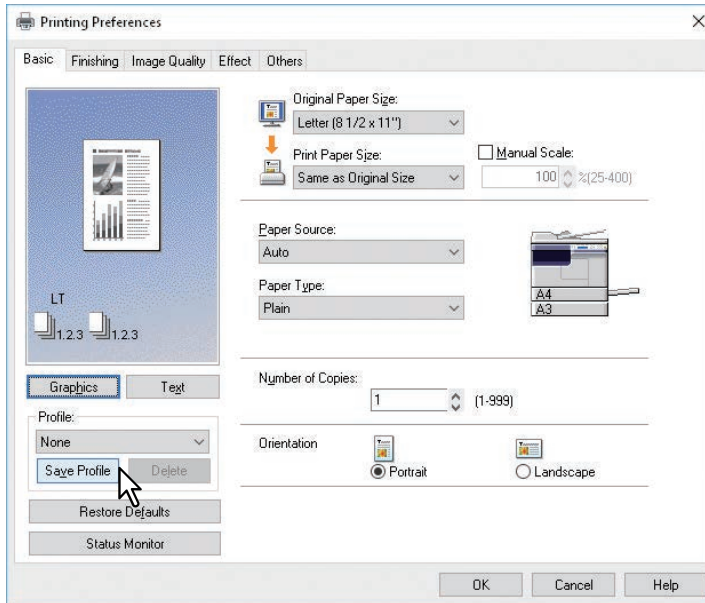 Printing Preferences
Basic Finishing Image Quality Effect Others
Original Paper Size:
Letter (8 1/2 x 11")
Print Paper Size:
Same as Original Size
Manual Scale:
100 %(25-400)
LT
1.2.3 1.2.3
Graphics Text
Profile:
None
Save Profile Delete
Restore Defaults
Status Monitor
Paper Source:
Auto
Paper Type:
Plain
A4
A3
Number of Copies:
1 (1-999)
Orientation
Portrait Landscape
OK Cancel Help